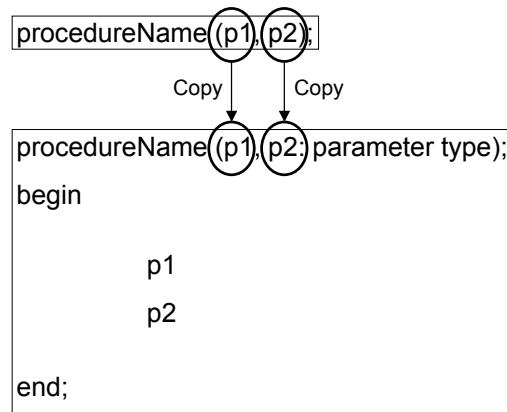 procedureName (p1, p2);
Copy Copy
procedureName (p1, p2: parameter type);
begin
p1
p2
end;